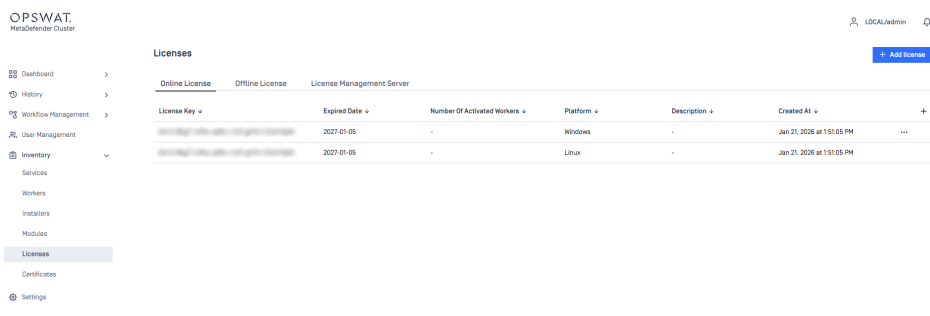 OPSWAT.
MetaDefender Cluster
LOCAL/admin
Licenses
+ Add license
Dashboard
History
Workflow Management
User Management
Inventory
Services
Workers
Installers
Modules
Licenses
Certificates
Settings
Online License Offline License License Management Server
License Key ↓ Expired Date ↓ Number Of Activated Workers ↓ Platform ↓ Description ↓ Created At ↓ +
2027-01-05 - Windows - Jan 21, 2026 at 1:51:05 PM ...
2027-01-05 - Linux - Jan 21, 2026 at 1:51:05 PM